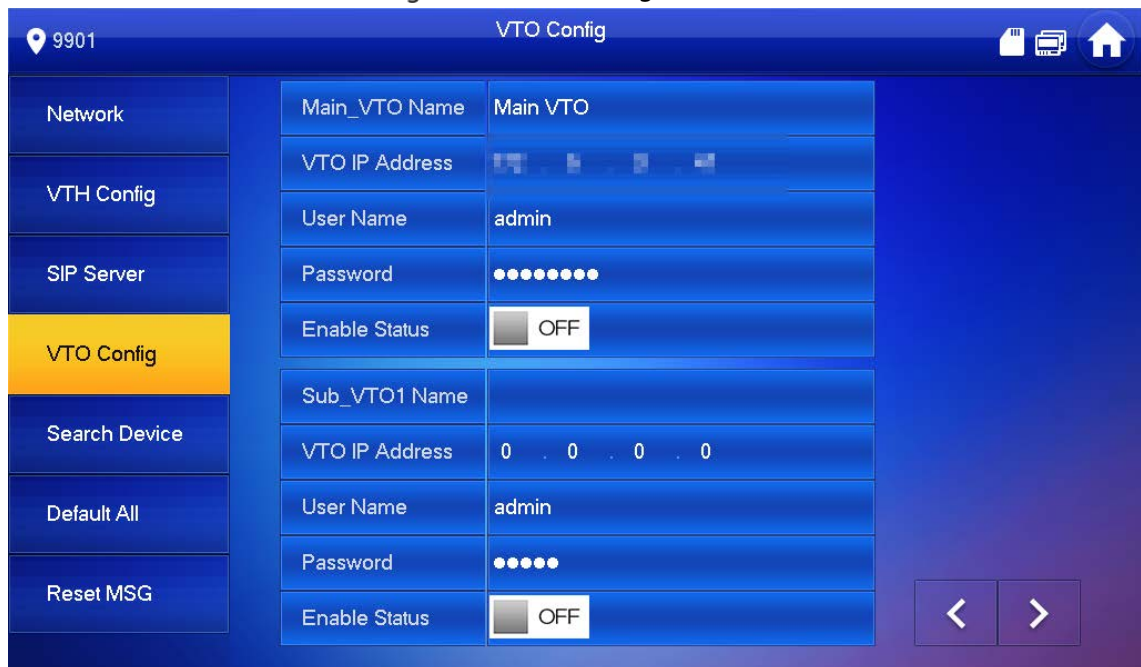 9901
VTO Config
Network
VTH Config
SIP Server
VTO Config
Search Device
Default All
Reset MSG
Main_VTO Name Main VTO
VTO IP Address
User Name admin
Password ●●●●●●●●
Enable Status OFF
Sub_VTO1 Name
VTO IP Address 0 . 0 . 0 . 0
User Name admin
Password ●●●●●
Enable Status OFF